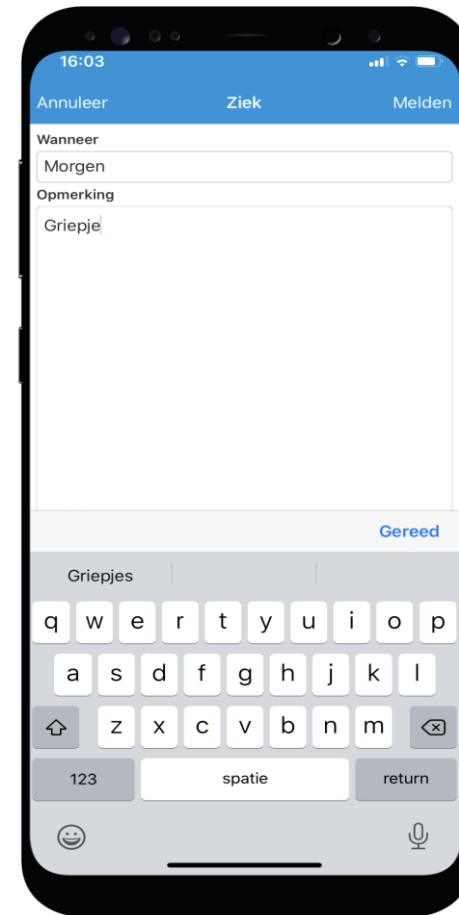 16:03
Annuleer Ziek Melden
Wanneer
Morgen
Opmerking
Griepje
Gereed
Griepjes
q w e r t y u i o p
a s d f g h j k l
z x c v b n m
123 spatie return